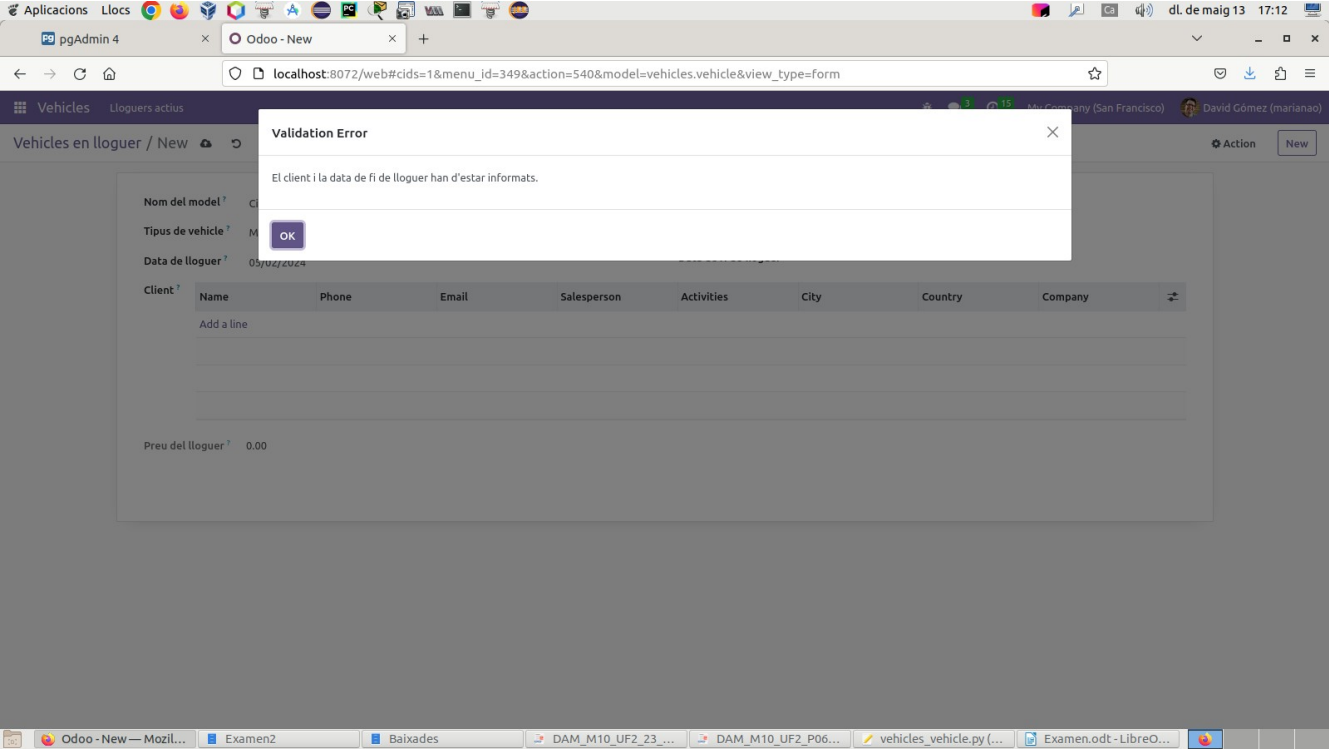 Aplicacions Llocs Ca dl. de maig 13 17:12
pgAdmin 4 Odoo - New
localhost:8072/web#cids=1&menu_id=349&action=540&model=vehicles.vehicle&view_type=form
Vehicles Lloguers actius 3 15 My Company (San Francisco) David Gómez (marianao)
Validation Error
Vehicles en lloguer / New Action New
El client i la data de fi de lloguer han d'estar informats.
Nom del model ?
Tipus de vehicle ?
OK
Data de lloguer ? 05/02/2024
Client ?
Name Phone Email Salesperson Activities City Country Company
Add a line
Preu del lloguer ? 0.00
Odoo - New — Mozil... Examen2 Baixades DAM_M10_UF2_23_... DAM_M10_UF2_P06... vehicles_vehicle.py (... Examen.odt - LibreO...